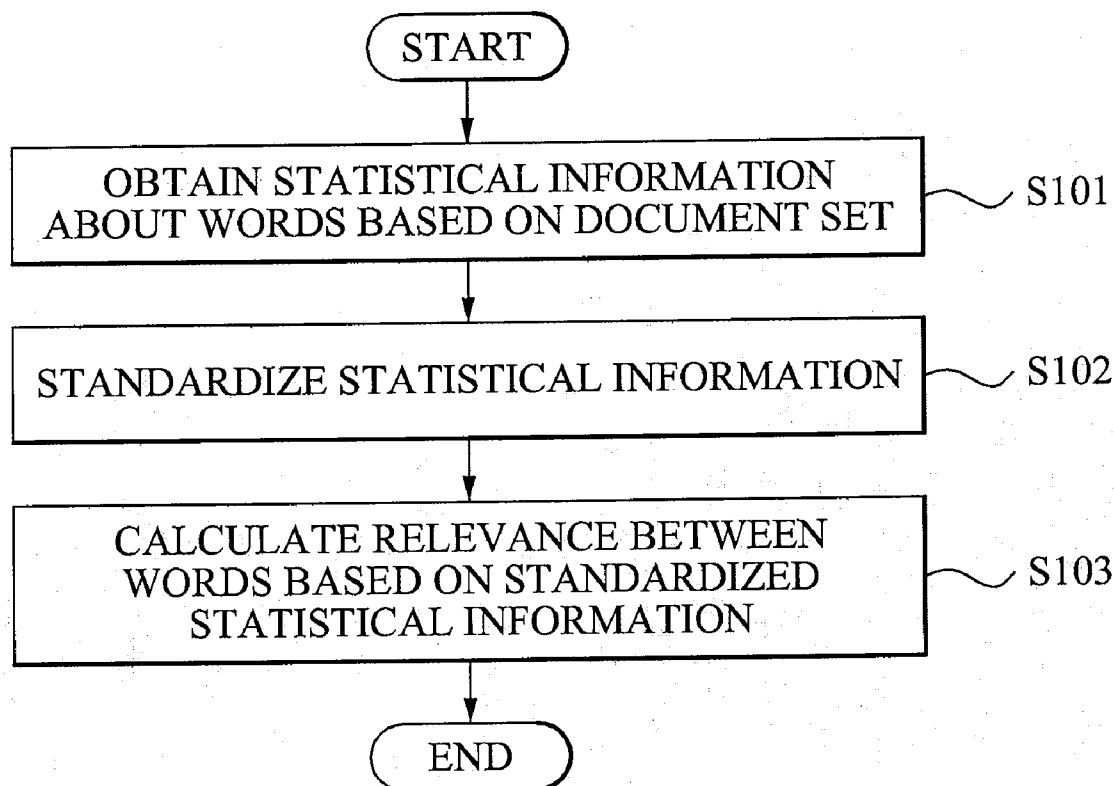 START
OBTAIN STATISTICAL INFORMATION
ABOUT WORDS BASED ON DOCUMENT SET
S101
STANDARDIZE STATISTICAL INFORMATION
S102
CALCULATE RELEVANCE BETWEEN
WORDS BASED ON STANDARDIZED
STATISTICAL INFORMATION
S103
END